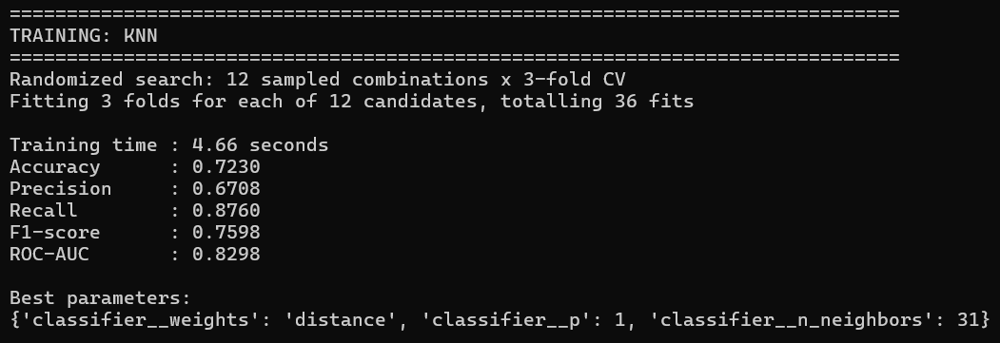 ==============================================================================
TRAINING: KNN
==============================================================================
Randomized search: 12 sampled combinations x 3-fold CV
Fitting 3 folds for each of 12 candidates, totalling 36 fits
Training time : 4.66 seconds
Accuracy      : 0.7230
Precision     : 0.6708
Recall        : 0.8760
F1-score      : 0.7598
ROC-AUC       : 0.8298
Best parameters:
{'classifier__weights': 'distance', 'classifier__p': 1, 'classifier__n_neighbors': 31}